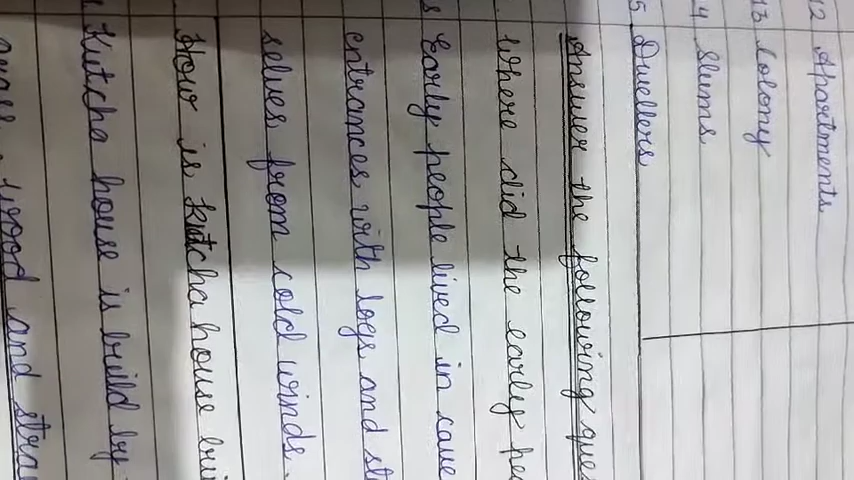 12 Apartments
13 Colony
14 Slums
15 Dwellers
Answer the following ques
Where did the early pe
s Early people lived in cave
entrances with logs and st
selves from cold winds.
How is kutcha house bui
Kutcha house is build by
wood and stra